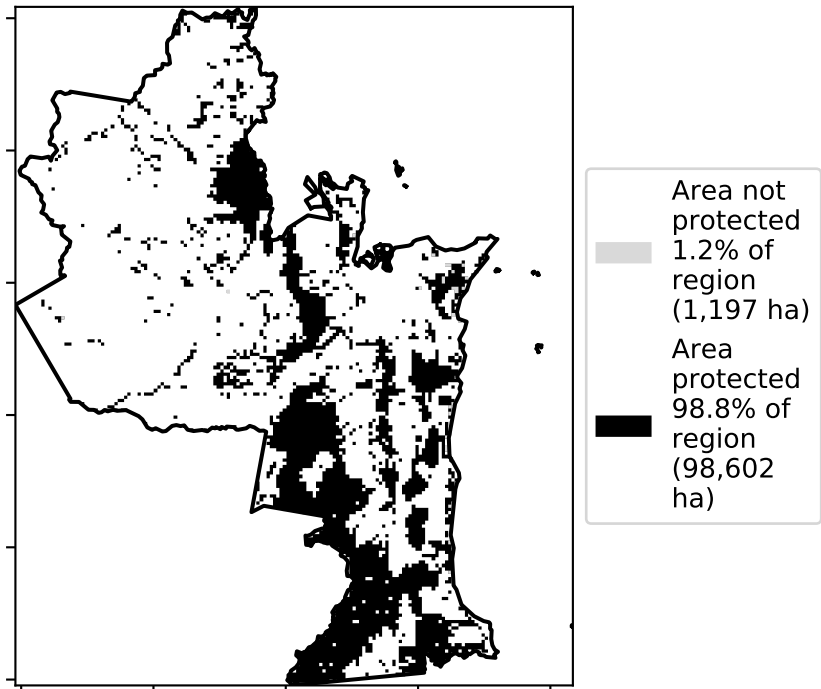 Area not
protected
1.2% of
region
(1,197 ha)
Area
protected
98.8% of
region
(98,602
ha)